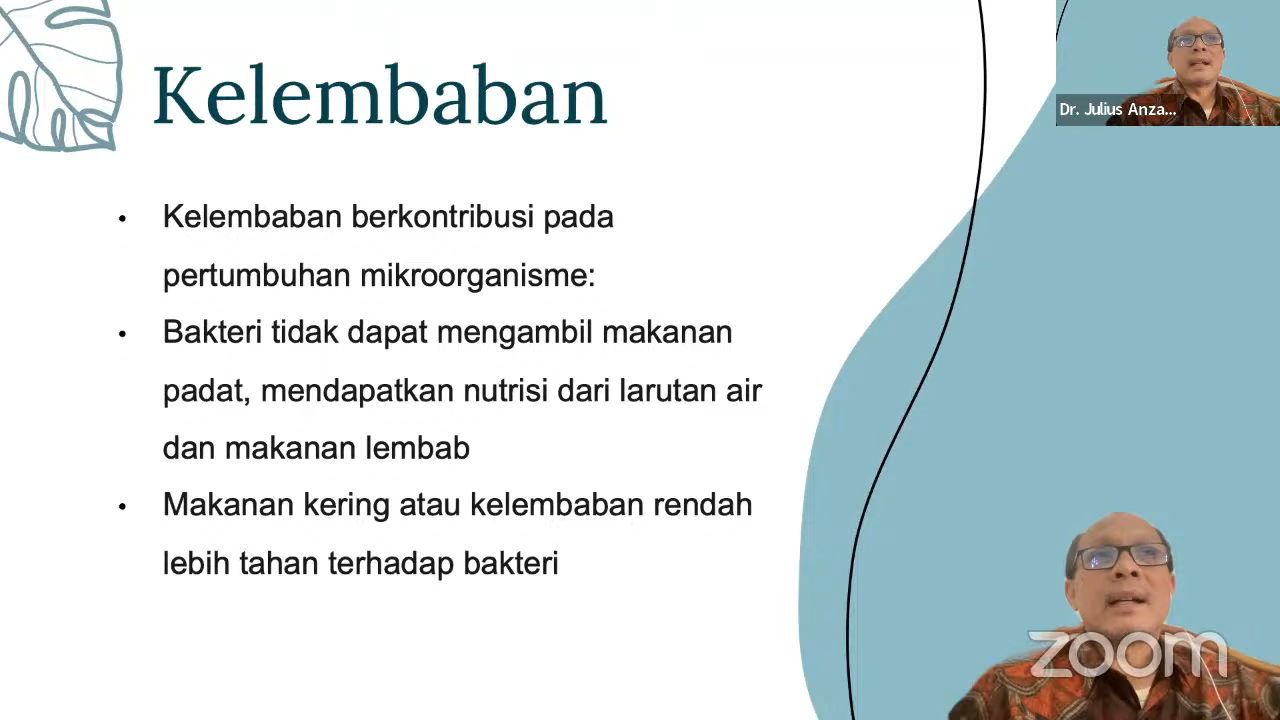 Kelembaban
Dr. Julius Anza...
• Kelembaban berkontribusi pada
pertumbuhan mikroorganisme:
• Bakteri tidak dapat mengambil makanan
padat, mendapatkan nutrisi dari larutan air
dan makanan lembab
• Makanan kering atau kelembaban rendah
lebih tahan terhadap bakteri
zoom